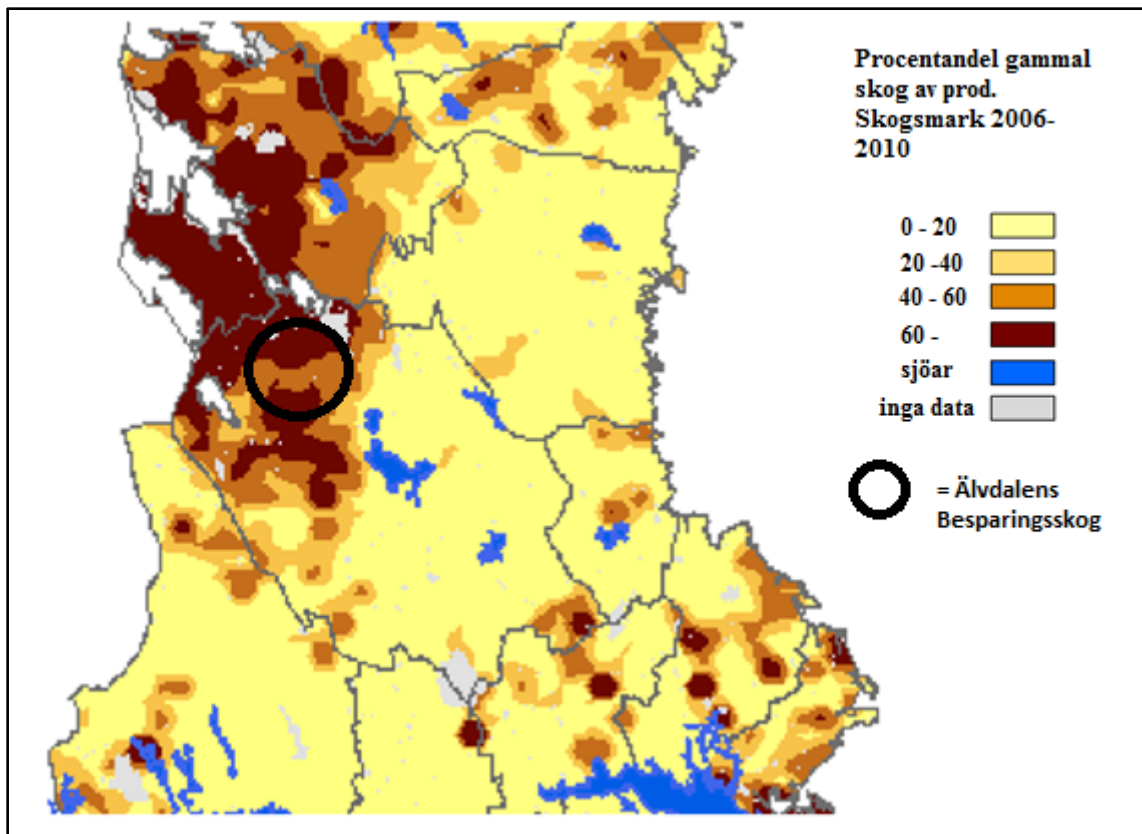 Procentandel gammal
skog av prod.
Skogsmark 2006-
2010
0 - 20
20 -40
40 - 60
60 -
sjöar
inga data
= Älvdalens
Besparingsskog